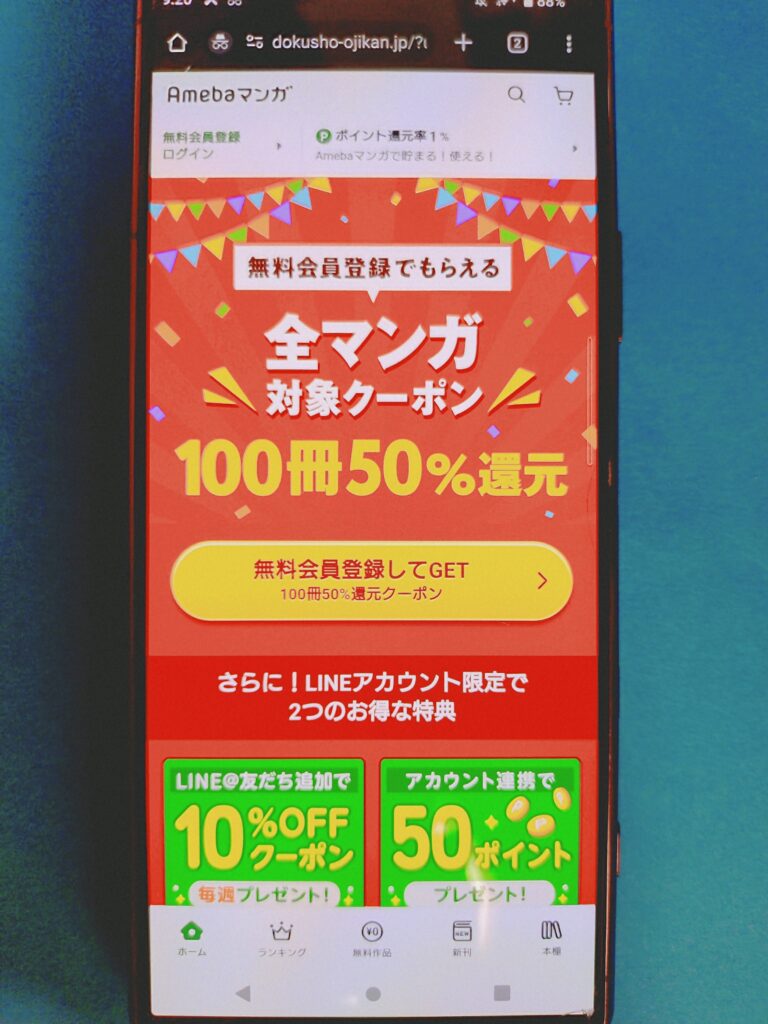 9:20
88%
dokusho-ojikan.jp/?u
2
Amebaマンガ
無料会員登録
ログイン
P ポイント還元率1%
Amebaマンガで貯まる!使える!
無料会員登録でもらえる
全マンガ
対象クーポン
100冊50%還元
無料会員登録してGET
100冊50%還元クーポン
さらに!LINEアカウント限定で
2つのお得な特典
LINE@友だち追加で
10%OFF
クーポン
毎週プレゼント!
アカウント連携で
50ポイント
プレゼント!
ホーム
ランキング
¥0
無料作品
NEW
新刊
本棚